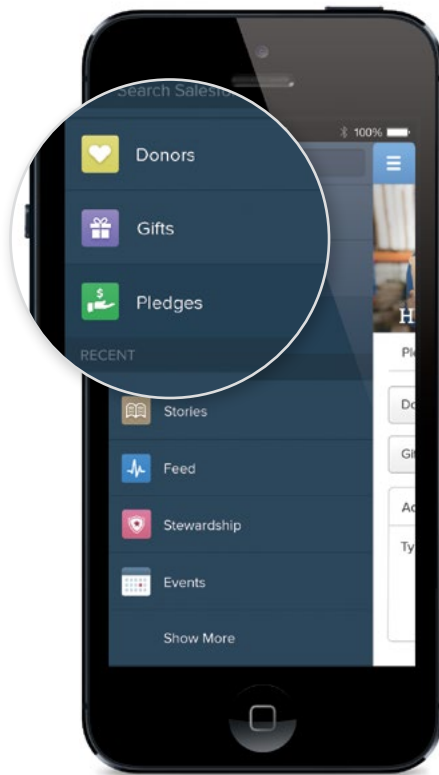 100%
Donors
Gifts
Pledges
RECENT
Stories
Feed
Stewardship
Events
Show More